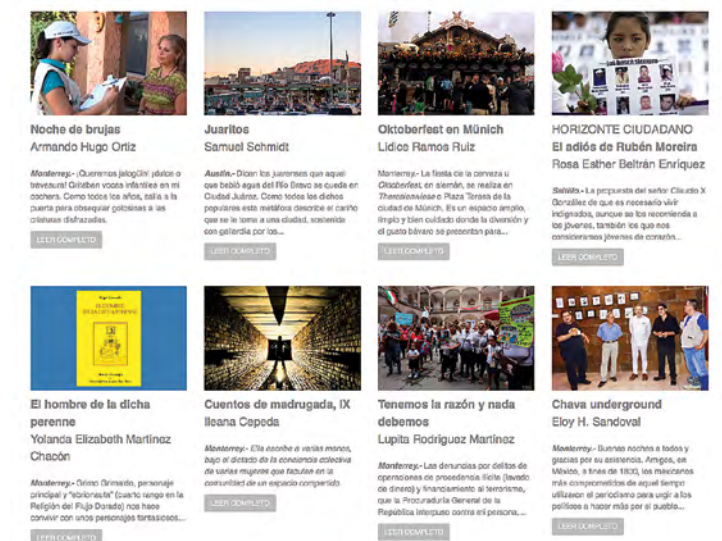 Noche de brujas
Armando Hugo Ortiz
Monterrey.- ¡Queremos jalogüin! ¡dulce o
travesura! Gritaben voces infantiles en mi
cochera. Como todos los años, salía a la
puerta para obsequiar golosinas a las
criaturas disfrazadas.
LEER COMPLETO
Juaritos
Samuel Schmidt
Austin.- Dicen los juarenses que aquel
que bebió agua del Río Bravo se queda en
Ciudad Juárez. Como todos los dichos
populares esta metáfora describe el cariño
que se le toma a una ciudad, sostenida
con gallardía por los...
LEER COMPLETO
Oktoberfest en Münich
Lídice Ramos Ruiz
Monterrey.- La fiesta de la cerveza u
Oktoberfest, en alemán, se realiza en
Theresienwiese o Plaza Teresa de la
ciudad de Münich. Es un espacio amplio,
limpio y bien cuidado donde la diversión y
el gusto bávaro se presentan para...
LEER COMPLETO
HORIZONTE CIUDADANO
El adiós de Rubén Moreira
Rosa Esther Beltrán Enríquez
Saltillo.- La propuesta del señor Claudio X
González de que es necesario vivir
indignados, aunque se los recomienda a
los jóvenes, también los que nos
consideramos jóvenes de corazón...
LEER COMPLETO
El hombre de la dicha
perenne
Yolanda Elizabeth Martínez
Chacón
Monterrey.- Grimo Grimaldo, personaje
principal y "ebrionauta" (cuarto rango en la
Religión del Flujo Dorado) nos hace
convivir con unos personajes fantasiosos...
LEER COMPLETO
Cuentos de madrugada, IX
Ileana Cepeda
Monterrey.- Ella escribe a varias manos,
bajo el dictado de la conciencia colectiva
de varias mujeres que fabulan en la
comunidad de un espacio compartido.
LEER COMPLETO
Tenemos la razón y nada
debemos
Lupita Rodríguez Martínez
Monterrey.- Las denuncias por delitos de
operaciones de procedencia ilícita (lavado
de dinero) y financiamiento al terrorismo,
que la Procuraduría General de la
República interpuso contra mi persona,...
LEER COMPLETO
Chava underground
Eloy H. Sandoval
Monterrey.- Buenas noches a todas y
gracias por su asistencia. Amigos, en
México, a fines de 1800, los mexicanos
más comprometidos de aquel tiempo
utilizaron el periodismo para urgir a los
políticos a hacer más por el pueblo...
LEER COMPLETO